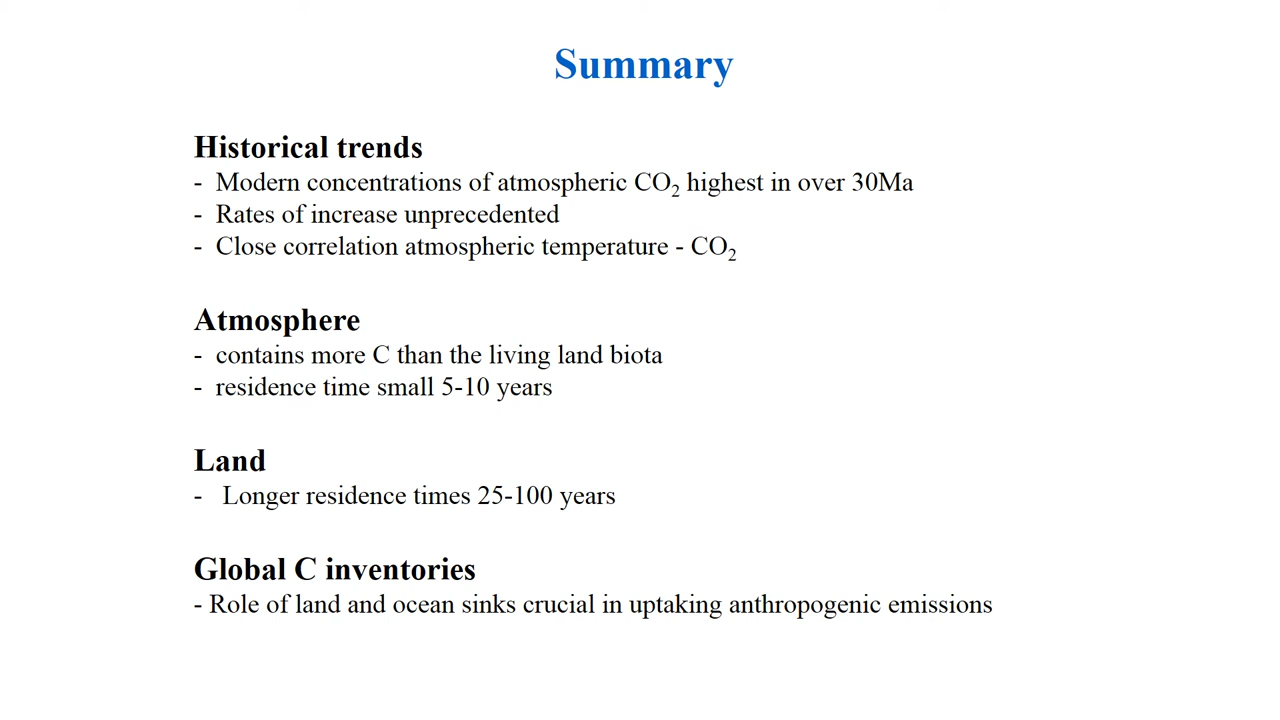 Summary
Historical trends
- Modern concentrations of atmospheric CO₂ highest in over 30Ma
- Rates of increase unprecedented
- Close correlation atmospheric temperature - CO₂
Atmosphere
- contains more C than the living land biota
- residence time small 5-10 years
Land
- Longer residence times 25-100 years
Global C inventories
- Role of land and ocean sinks crucial in uptaking anthropogenic emissions